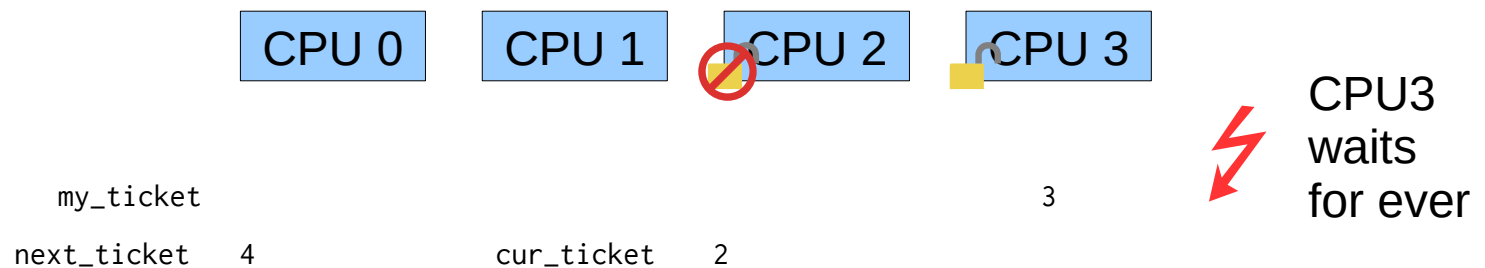 CPU 0 CPU 1 CPU 2 CPU 3
CPU3
waits
for ever
my_ticket 3
next_ticket 4 cur_ticket 2